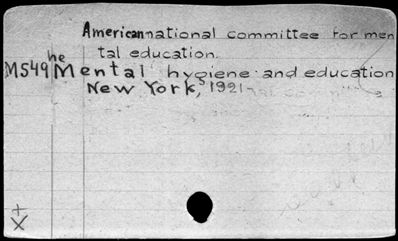 American national committee for men
tal education.
he
M549 Mental hygiene and education
New York, 1921
+
X